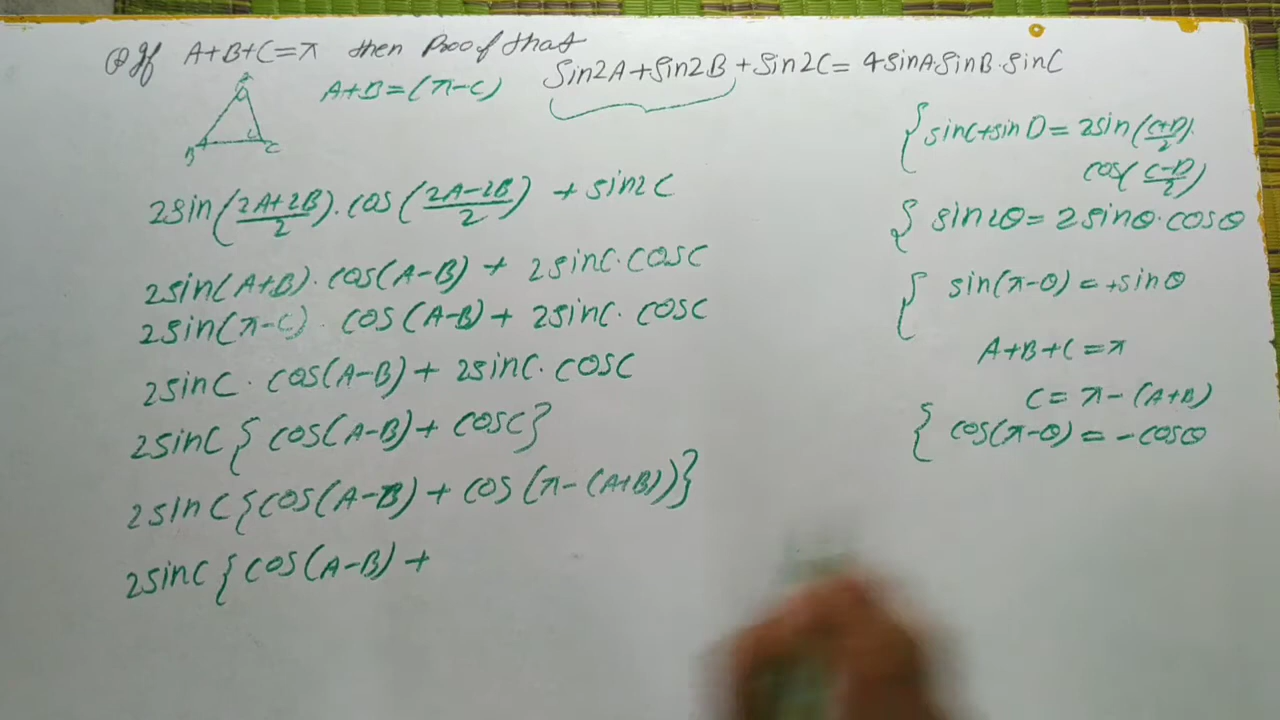 Q If A+B+C=π then Proof that
Sin2A+Sin2B+Sin2C=4SinA.SinB.SinC
A+B=(π-C)
A
B
C
2sin(2A+2B/2).cos(2A-2B/2)+sin2C
2sin(A+B).cos(A-B)+2sinC.cosC
2sin(π-C).cos(A-B)+2sinC.cosC
2sinC.cos(A-B)+2sinC.cosC
2sinC{cos(A-B)+cosC}
2sinC{cos(A-B)+cos(π-(A+B))}
2sinC{cos(A-B)+
{sinC+sinD=2sin(C+D/2).
cos(C-D/2)
{sin2θ=2sinθ.cosθ
{sin(π-θ)=+sinθ
A+B+C=π
C=π-(A+B)
{cos(π-θ)=-cosθ